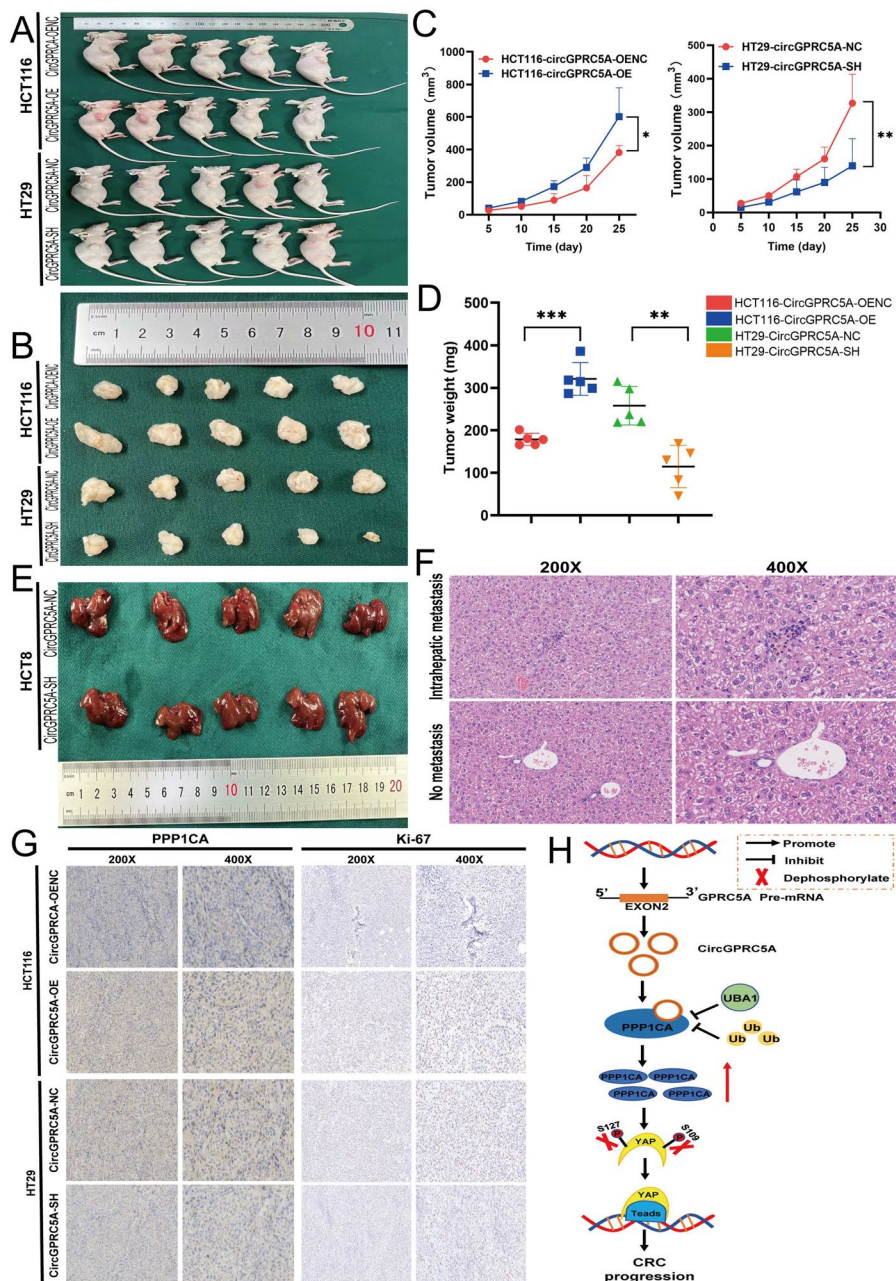 A
HCT116
CircGPRCA-OENC
CircGPRC5A-OE
HT29
CircGPRC5A-NC
CircGPRC5A-SH
B
cm 1 2 3 4 5 6 7 8 9 10 11
HCT116
CircGPRCA-OENC
CircGPRC5A-OE
HT29
CircGPRC5A-NC
CircGPRC5A-SH
C
HCT116-circGPRC5A-OENC
HCT116-circGPRC5A-OE
Tumor volume (mm³)
1000
800
600
400
200
0
5 10 15 20 25
Time (day)
*
HT29-circGPRC5A-NC
HT29-circGPRC5A-SH
Tumor volume (mm³)
500
400
300
200
100
0
0 5 10 15 20 25 30
Time (day)
**
D
Tumor weight (mg)
500
400
300
200
100
0
***
**
HCT116-CircGPRC5A-OENC
HCT116-CircGPRC5A-OE
HT29-CircGPRC5A-NC
HT29-CircGPRC5A-SH
E
HCT8
CircGPRC5A-NC
CircGPRC5A-SH
cm 1 2 3 4 5 6 7 8 9 10 11 12 13 14 15 16 17 18 19 20
F
200X 400X
Intrahepatic metastasis
No metastasis
G
PPP1CA Ki-67
200X 400X 200X 400X
HCT116
CircGPRCA-OENC
CircGPRC5A-OE
HT29
CircGPRC5A-NC
CircGPRC5A-SH
H
Promote
Inhibit
Dephosphorylate
5' 3'
EXON2
GPRC5A Pre-mRNA
CircGPRC5A
UBA1
PPP1CA
Ub
Ub Ub
PPP1CA PPP1CA
PPP1CA PPP1CA
S127 P YAP P S109
YAP
Teads
CRC
progression